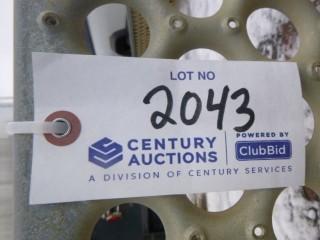 LOT NO
2043
CENTURY AUCTIONS
POWERED BY
ClubBid
A DIVISION OF CENTURY SERVICES